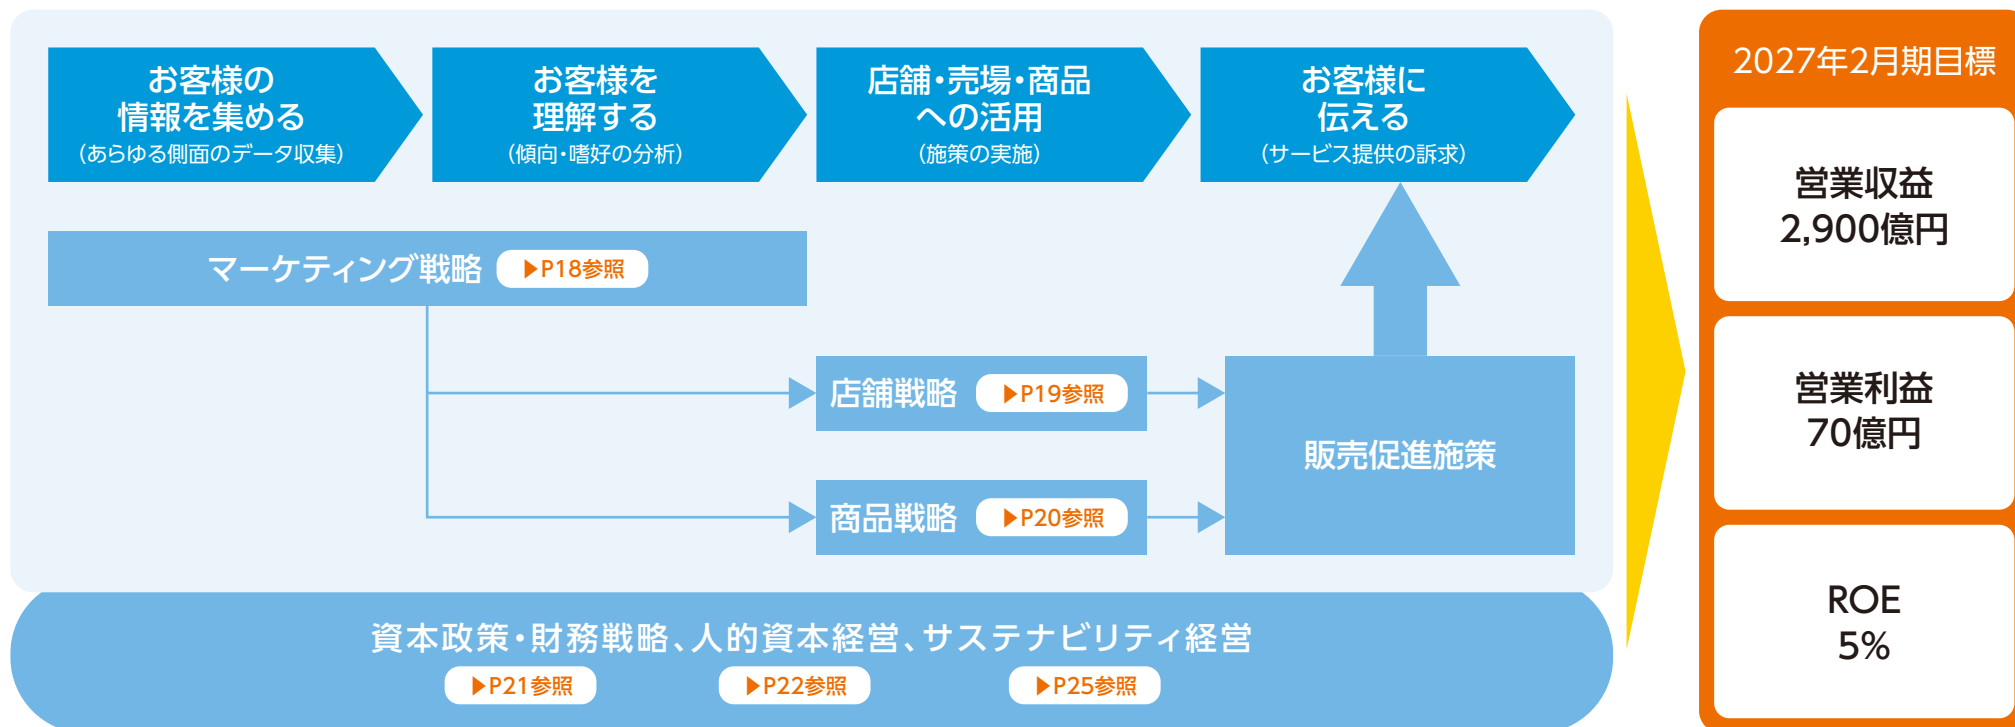 お客様の
情報を集める
(あらゆる側面のデータ収集)
お客様を
理解する
(傾向・嗜好の分析)
店舗・売場・商品
への活用
(施策の実施)
お客様に
伝える
(サービス提供の訴求)
マーケティング戦略 ▶P18参照
店舗戦略 ▶P19参照
商品戦略 ▶P20参照
販売促進施策
資本政策・財務戦略、人的資本経営、サステナビリティ経営
▶P21参照 ▶P22参照 ▶P25参照
2027年2月期目標
営業収益
2,900億円
営業利益
70億円
ROE
5%